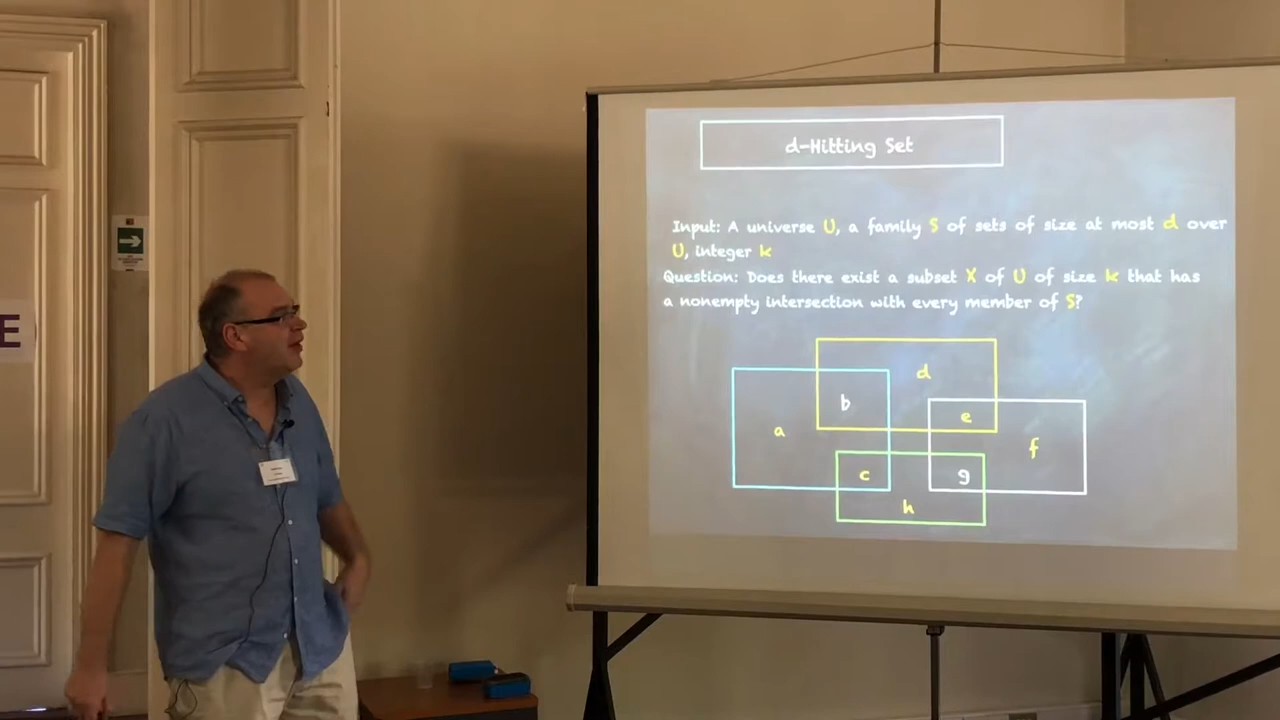 d-Hitting Set
Input: A universe U, a family S of sets of size at most d over
U, integer k
Question: Does there exist a subset X of U of size k that has
a nonempty intersection with every member of S?
d
b
e
a
f
c
g
h
E